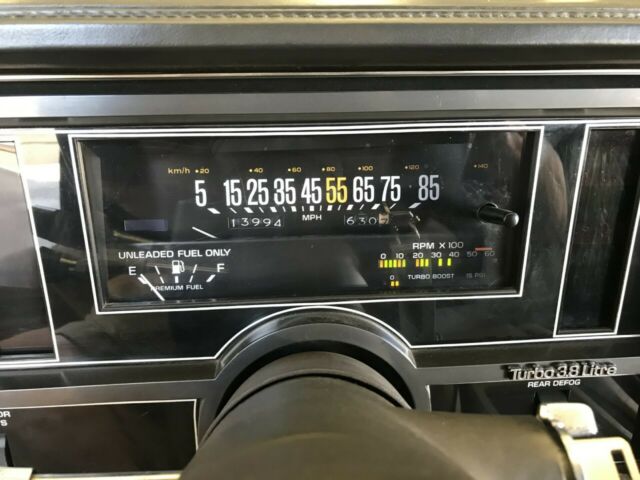 km/h 20 40 60 80 100 120 140
5 15 25 35 45 55 65 75 85
MPH
13994 630
UNLEADED FUEL ONLY
RPM X 100
E F
0 10 20 30 40 50 60
PREMIUM FUEL
0 TURBO BOOST 15 PSI
Turbo 3.8 Litre
REAR DEFOG
OR
S